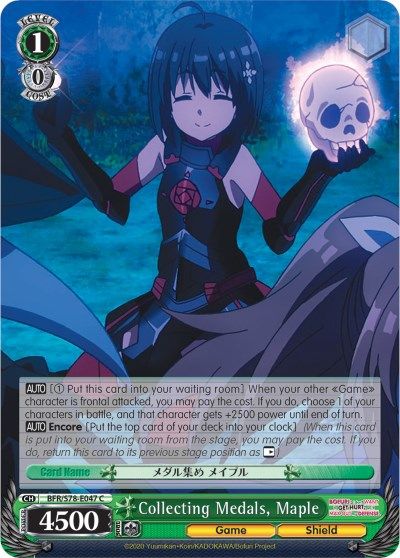 LEVEL
1
0
COST
AUTO [① Put this card into your waiting room] When your other «Game»
character is frontal attacked, you may pay the cost. If you do, choose 1 of your
characters in battle, and that character gets +2500 power until end of turn.
AUTO Encore [Put the top card of your deck into your clock] (When this card
is put into your waiting room from the stage, you may pay the cost. If you
do, return this card to its previous stage position as
Card Name
メダル集め メイプル
CH
BFR/S78-E047 C
4500
Collecting Medals, Maple
Game
Shield
©2020 Yuumikan・Koin/KADOKAWA/Bofuri Project